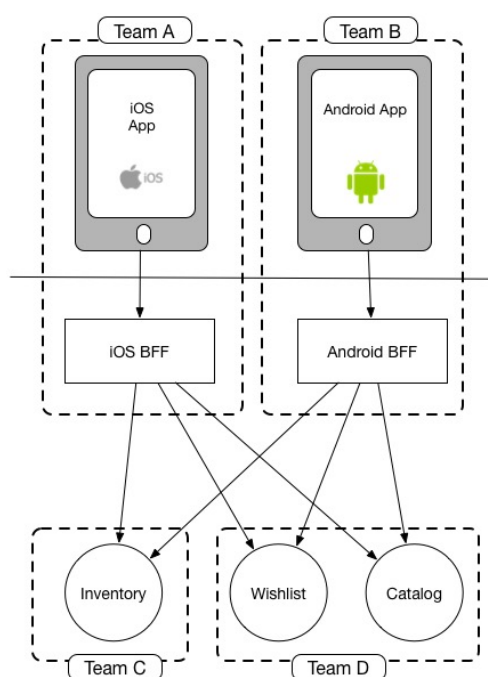 Team A
Team B
iOS
App
iOS
Android App
iOS BFF
Android BFF
Inventory
Wishlist
Catalog
Team C
Team D